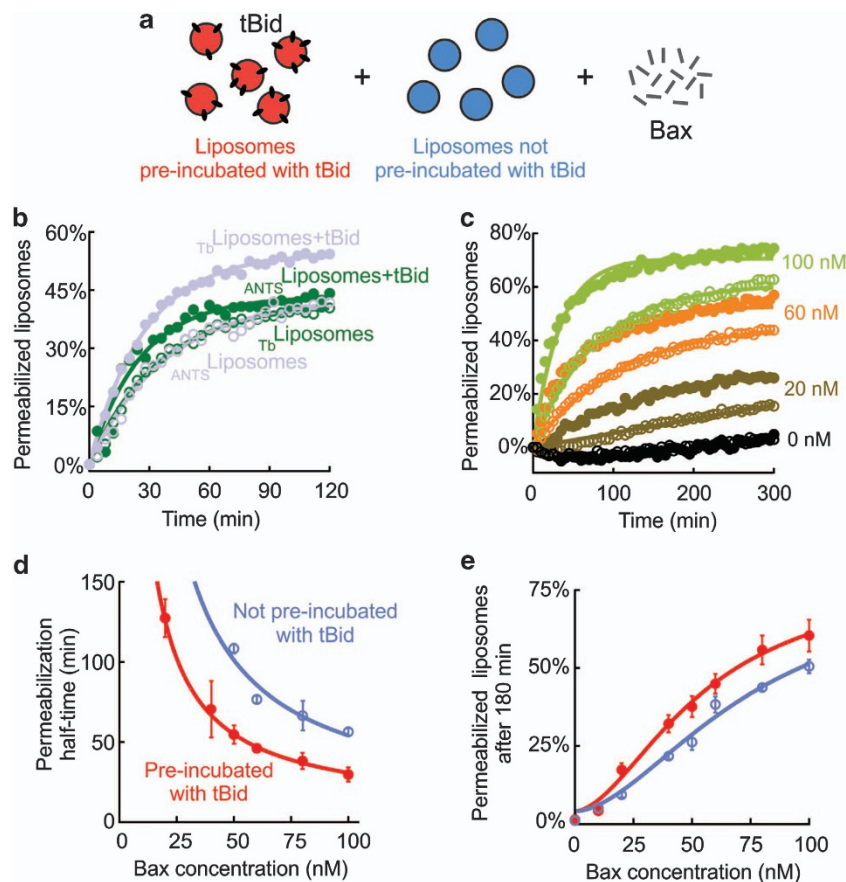 a
tBid
+
+
Liposomes
pre-incubated with tBid
Liposomes not
pre-incubated with tBid
Bax
b
Permeabilized liposomes
60%
45%
30%
15%
0%
TbLiposomes+tBid
ANTSLiposomes+tBid
TbLiposomes
ANTSLiposomes
0
30
60
90
120
Time (min)
c
Permeabilized liposomes
80%
60%
40%
20%
0%
100 nM
60 nM
20 nM
0 nM
0
100
200
300
Time (min)
d
Permeabilization
half-time (min)
150
100
50
0
Not pre-incubated
with tBid
Pre-incubated
with tBid
0
25
50
75
100
Bax concentration (nM)
e
Permeabilized liposomes
after 180 min
75%
50%
25%
0%
0
25
50
75
100
Bax concentration (nM)